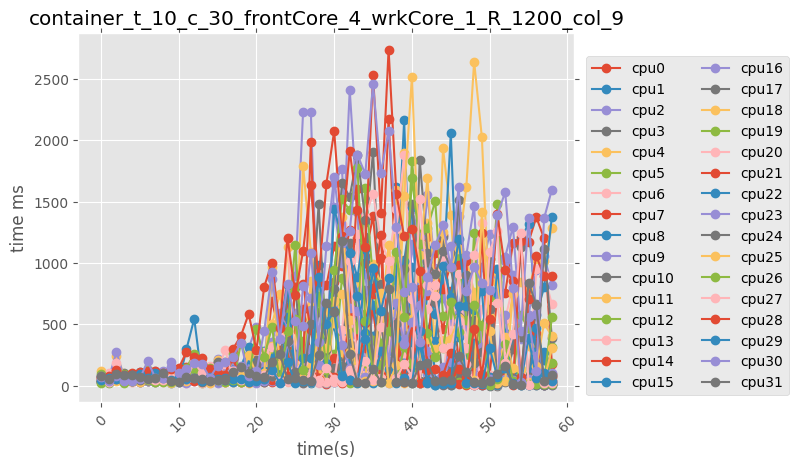 container_t_10_c_30_frontCore_4_wrkCore_1_R_1200_col_9
time ms
2500
2000
1500
1000
500
0
0
10
20
30
40
50
60
time(s)
cpu0
cpu1
cpu2
cpu3
cpu4
cpu5
cpu6
cpu7
cpu8
cpu9
cpu10
cpu11
cpu12
cpu13
cpu14
cpu15
cpu16
cpu17
cpu18
cpu19
cpu20
cpu21
cpu22
cpu23
cpu24
cpu25
cpu26
cpu27
cpu28
cpu29
cpu30
cpu31